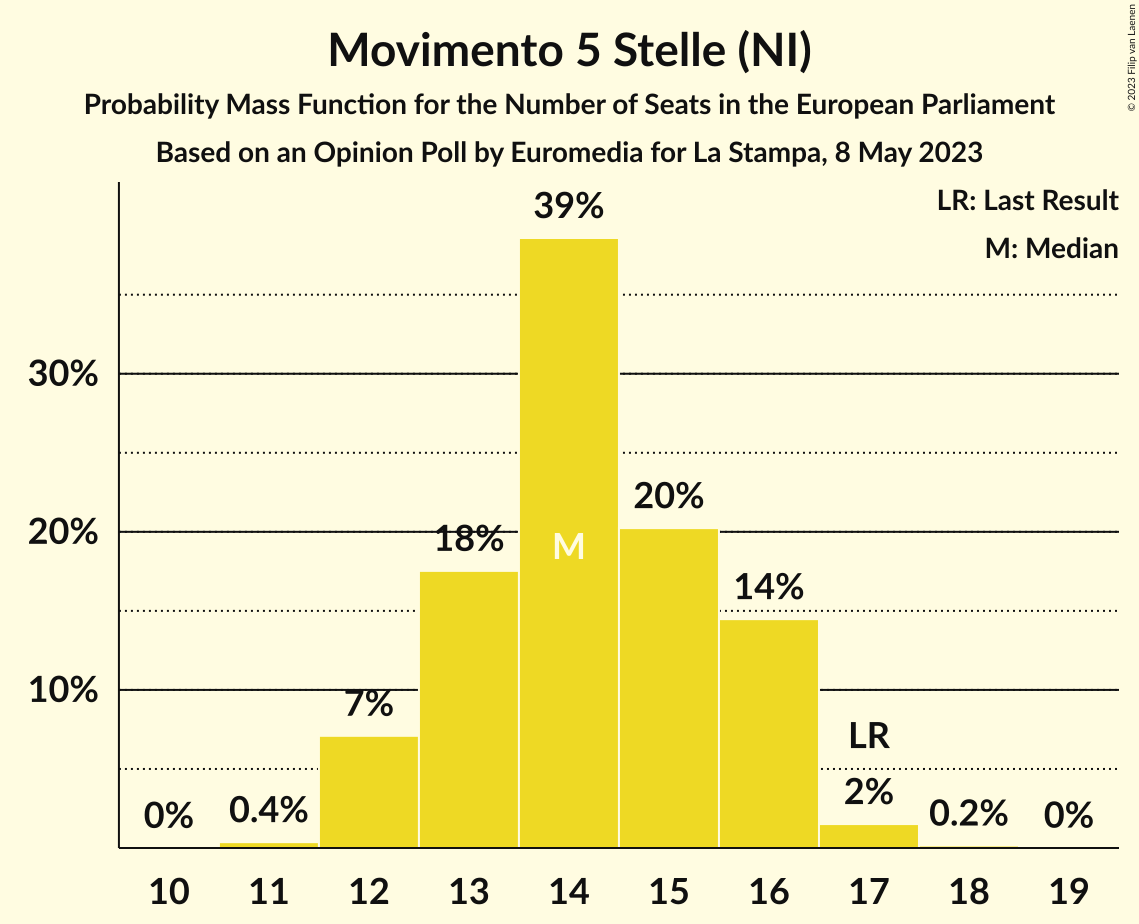 Movimento 5 Stelle (NI)
Probability Mass Function for the Number of Seats in the European Parliament
Based on an Opinion Poll by Euromedia for La Stampa, 8 May 2023
© 2023 Filip van Laenen
LR: Last Result
M: Median
39%
30%
20%
20%
18%
M
14%
10%
7%
LR
2%
0%
0.4%
0.2%
0%
10 11 12 13 14 15 16 17 18 19